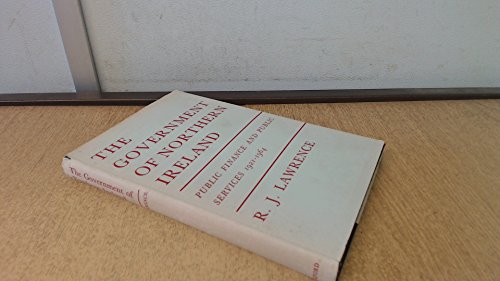 THE
GOVERNMENT
OF NORTHERN
IRELAND
PUBLIC FINANCE AND PUBLIC
SERVICES 1921-1964
R. J. LAWRENCE
The Government of